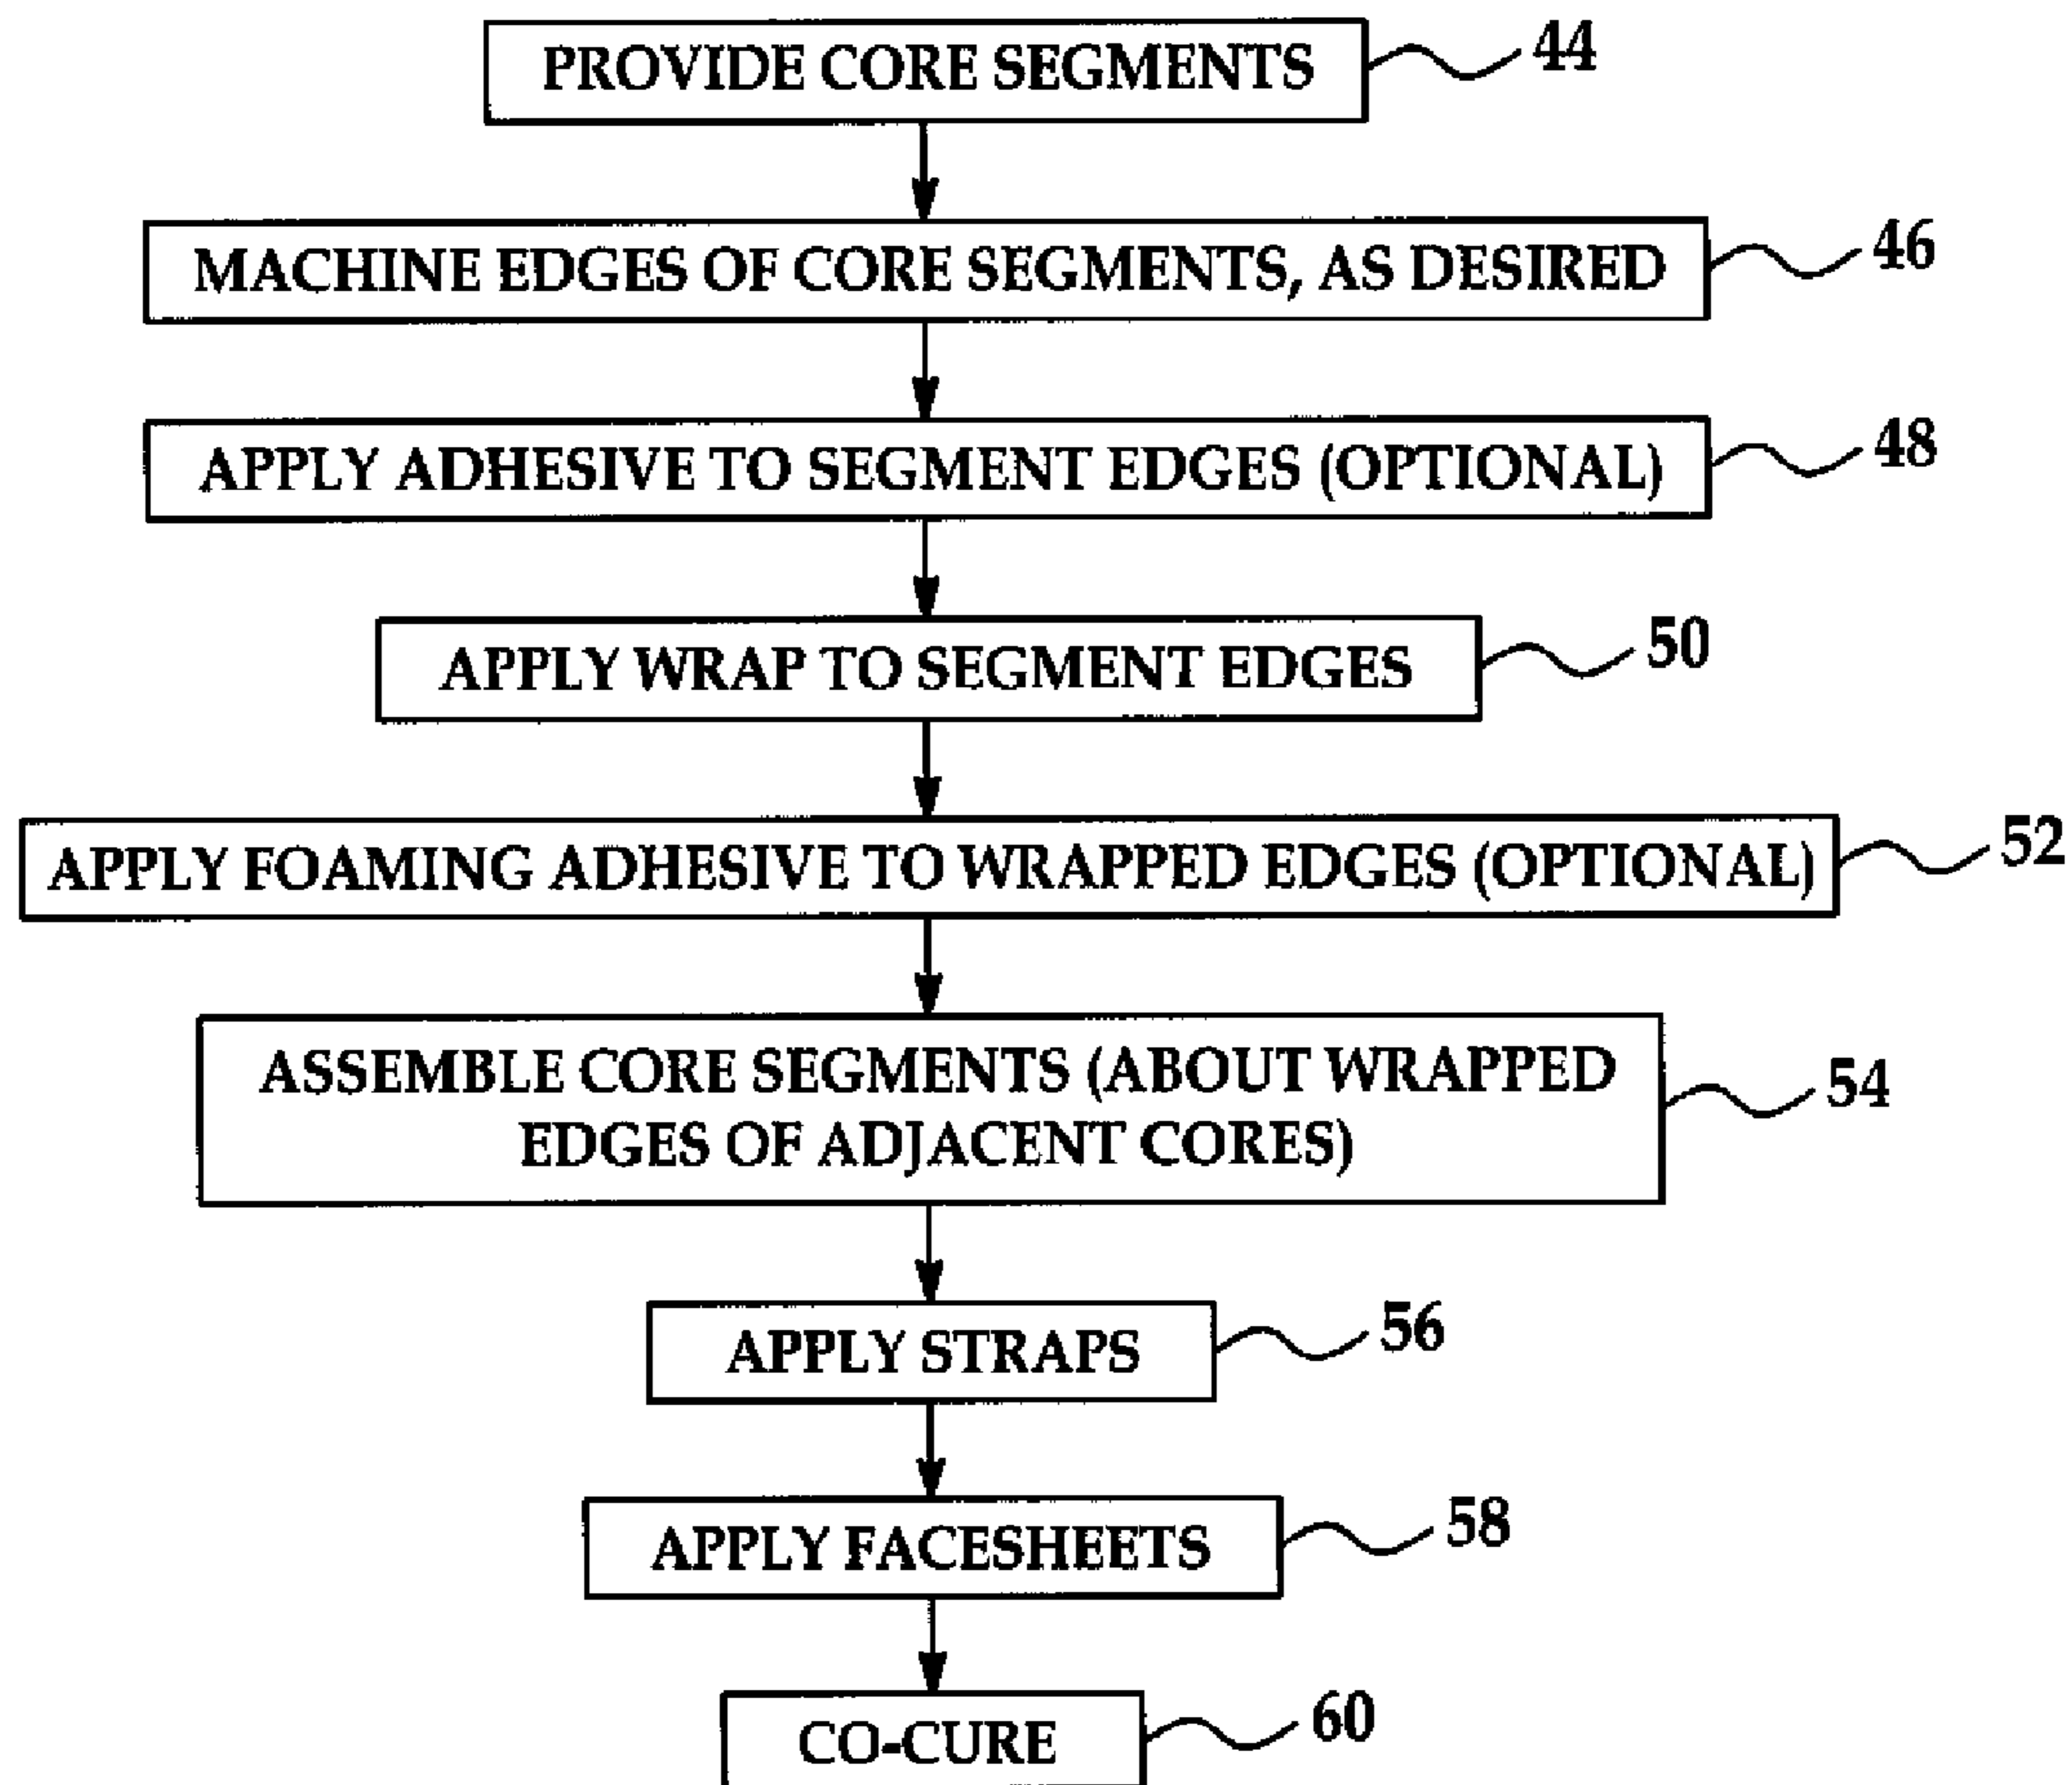 PROVIDE CORE SEGMENTS 44
MACHINE EDGES OF CORE SEGMENTS, AS DESIRED 46
APPLY ADHESIVE TO SEGMENT EDGES (OPTIONAL) 48
APPLY WRAP TO SEGMENT EDGES 50
APPLY FOAMING ADHESIVE TO WRAPPED EDGES (OPTIONAL) 52
ASSEMBLE CORE SEGMENTS (ABOUT WRAPPED
EDGES OF ADJACENT CORES) 54
APPLY STRAPS 56
APPLY FACESHEETS 58
CO-CURE 60